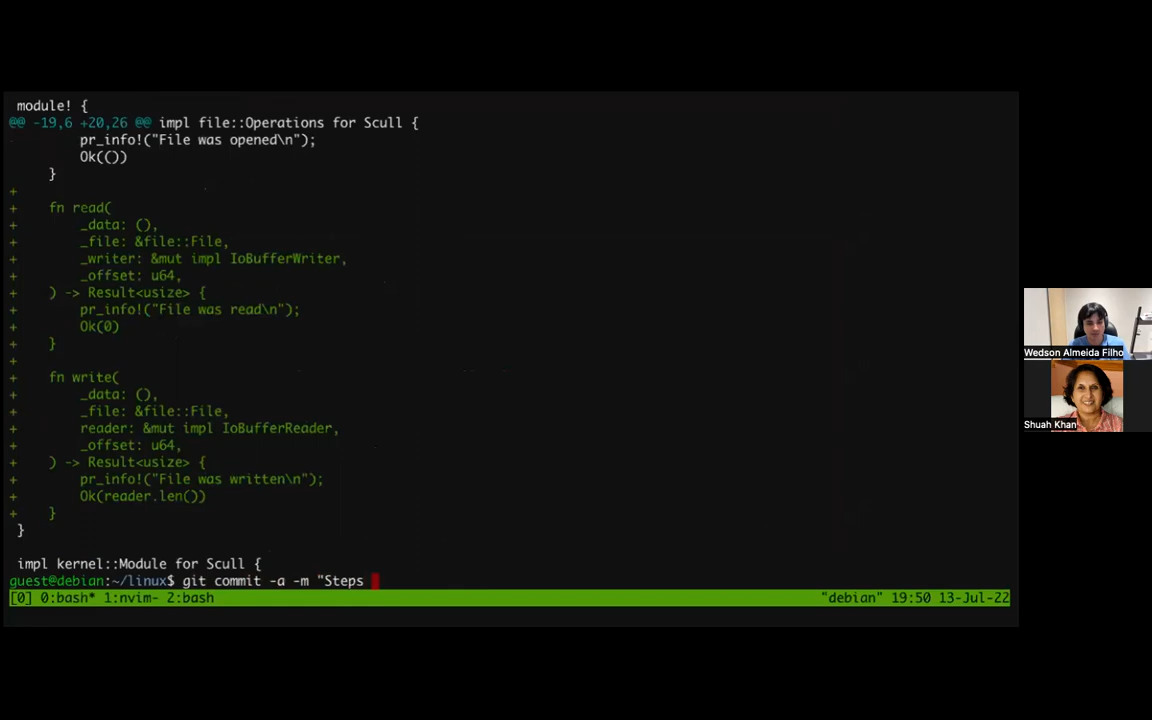 module! {
@@ -19,6 +20,26 @@ impl file::Operations for Scull {
pr_info!("File was opened\n");
Ok(())
}
+
+ fn read(
+ _data: (),
+ _file: &file::File,
+ _writer: &mut impl IoBufferWriter,
+ _offset: u64,
+ ) -> Result<usize> {
+ pr_info!("File was read\n");
+ Ok(0)
+ }
+
+ fn write(
+ _data: (),
+ _file: &file::File,
+ reader: &mut impl IoBufferReader,
+ _offset: u64,
+ ) -> Result<usize> {
+ pr_info!("File was written\n");
+ Ok(reader.len())
+ }
}
impl kernel::Module for Scull {
guest@debian:~/linux$ git commit -a -m "Steps
[0] 0:bash* 1:nvim- 2:bash "debian" 19:50 13-Jul-22
Wedson Almeida Filho
Shuah Khan